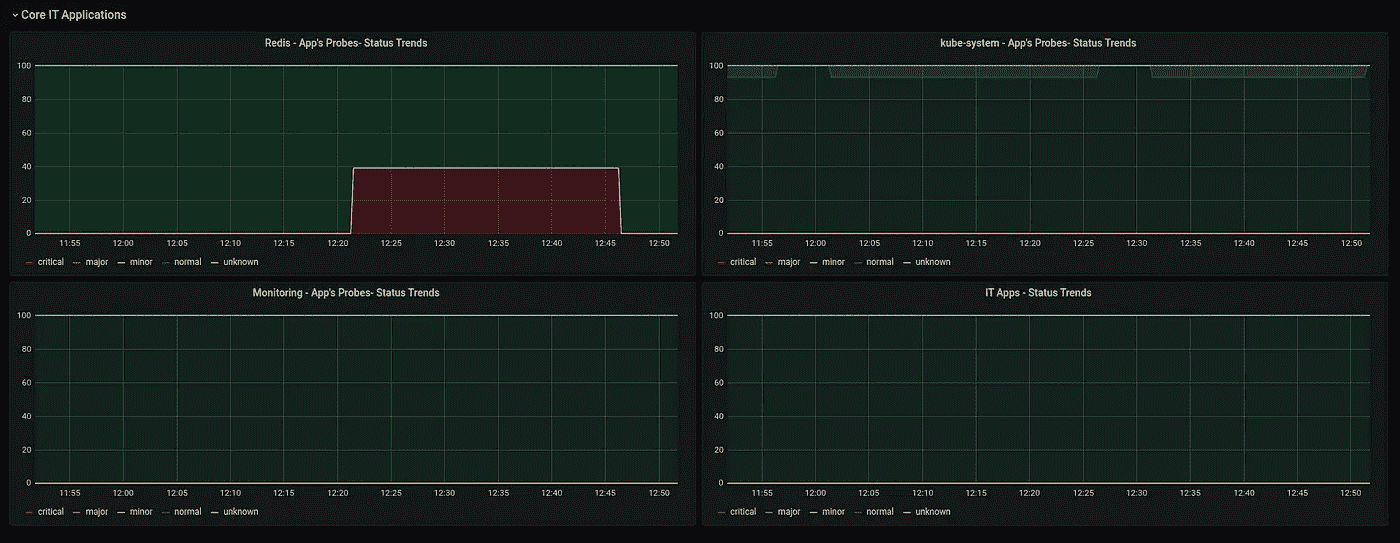 Core IT Applications
Redis - App's Probes- Status Trends
100
80
60
40
20
0
11:55 12:00 12:05 12:10 12:15 12:20 12:25 12:30 12:35 12:40 12:45 12:50
critical major minor normal unknown
kube-system - App's Probes- Status Trends
100
80
60
40
20
0
11:55 12:00 12:05 12:10 12:15 12:20 12:25 12:30 12:35 12:40 12:45 12:50
critical major minor normal unknown
Monitoring - App's Probes- Status Trends
100
80
60
40
20
0
11:55 12:00 12:05 12:10 12:15 12:20 12:25 12:30 12:35 12:40 12:45 12:50
critical major minor normal unknown
IT Apps - Status Trends
100
80
60
40
20
0
11:55 12:00 12:05 12:10 12:15 12:20 12:25 12:30 12:35 12:40 12:45 12:50
critical major minor normal unknown